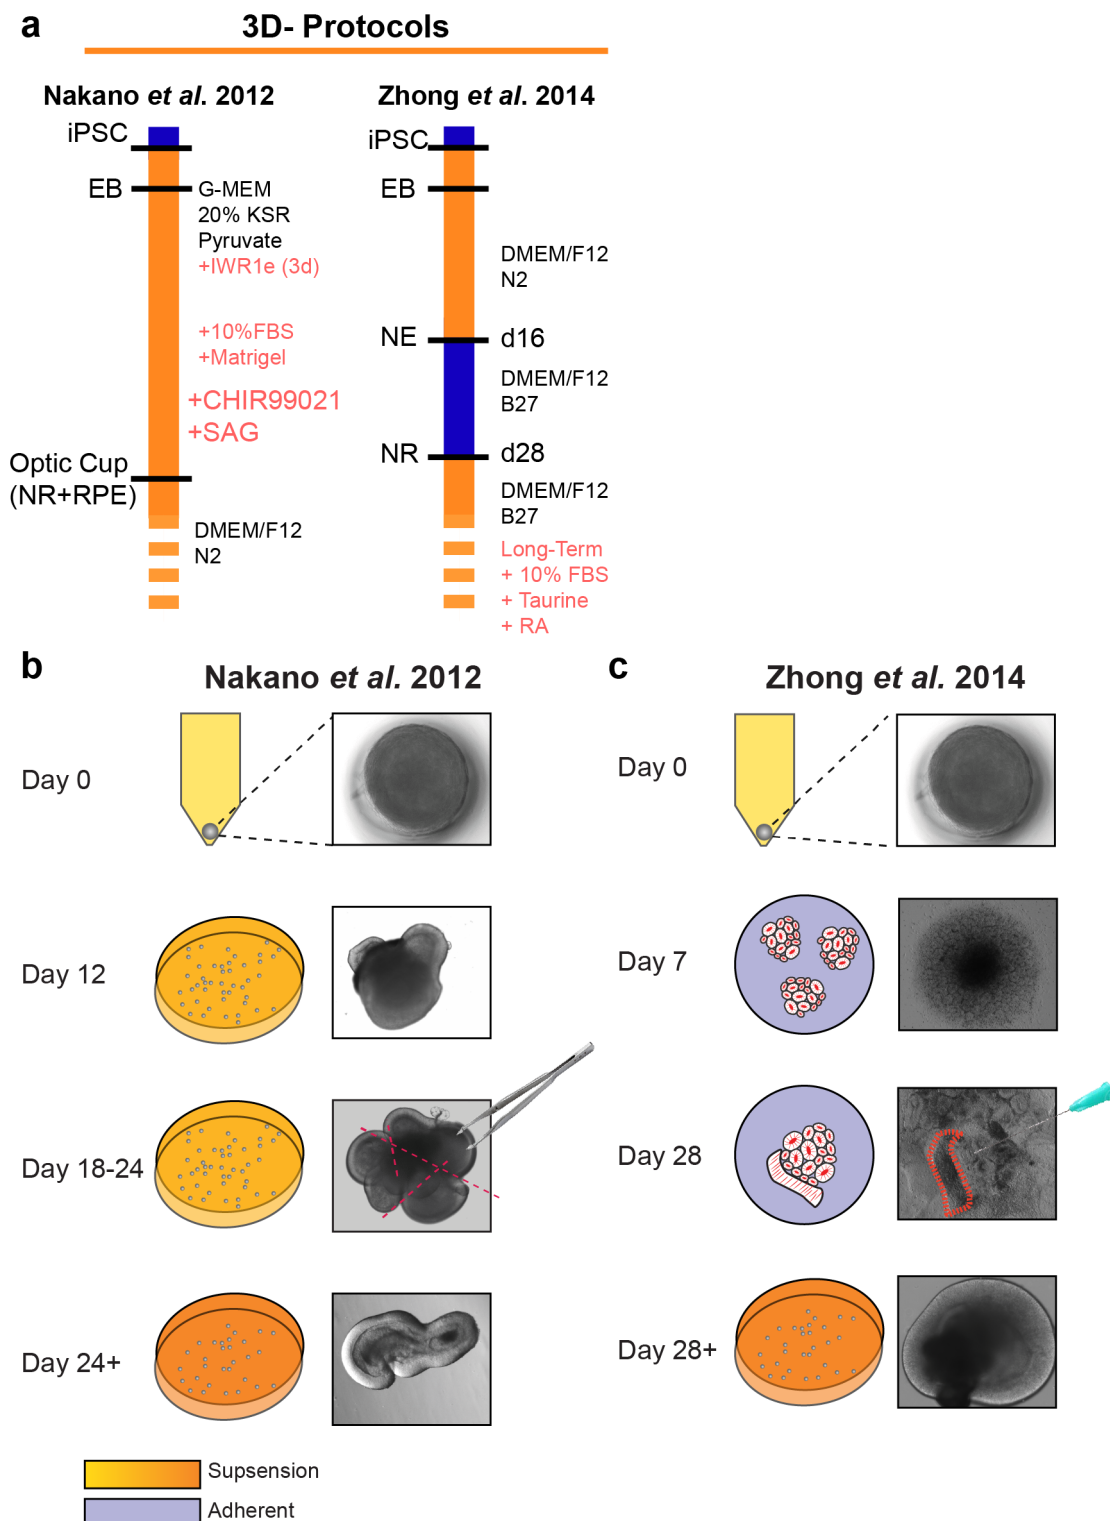 a
3D- Protocols
Nakano et al. 2012
iPSC
EB
G-MEM
20% KSR
Pyruvate
+IWR1e (3d)
+10%FBS
+Matrigel
+CHIR99021
+SAG
Optic Cup
(NR+RPE)
DMEM/F12
N2
Zhong et al. 2014
iPSC
EB
DMEM/F12
N2
NE
d16
DMEM/F12
B27
NR
d28
DMEM/F12
B27
Long-Term
+ 10% FBS
+ Taurine
+ RA
b
Nakano et al. 2012
Day 0
Day 12
Day 18-24
Day 24+
c
Zhong et al. 2014
Day 0
Day 7
Day 28
Day 28+
Supsension
Adherent